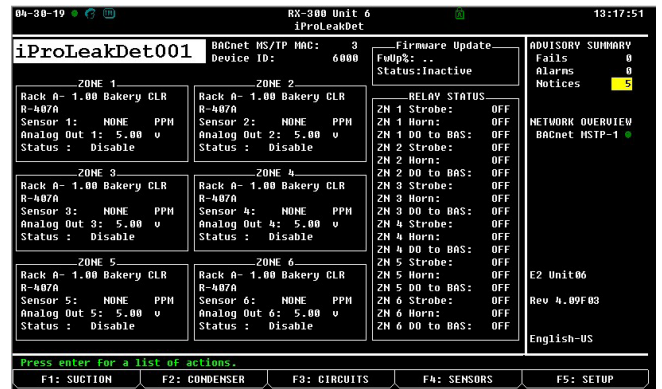 04-30-19 RX-300 Unit 6 13:17:51
iProLeakDet
iProLeakDet001
BACnet MS/TP MAC: 3
Device ID: 6000
Firmware Update
FwUp%: ..
Status:Inactive
ADVISORY SUMMARY
Fails 0
Alarms 0
Notices 5
NETWORK OVERVIEW
BACnet MSTP-1
E2 Unit06
Rev 4.09F03
English-US
ZONE 1
Rack A- 1.00 Bakery CLR
R-407A
Sensor 1: NONE PPM
Analog Out 1: 5.00 v
Status : Disable
ZONE 2
Rack A- 1.00 Bakery CLR
R-407A
Sensor 2: NONE PPM
Analog Out 2: 5.00 v
Status : Disable
ZONE 3
Rack A- 1.00 Bakery CLR
R-407A
Sensor 3: NONE PPM
Analog Out 3: 5.00 v
Status : Disable
ZONE 4
Rack A- 1.00 Bakery CLR
R-407A
Sensor 4: NONE PPM
Analog Out 4: 5.00 v
Status : Disable
ZONE 5
Rack A- 1.00 Bakery CLR
R-407A
Sensor 5: NONE PPM
Analog Out 5: 5.00 v
Status : Disable
ZONE 6
Rack A- 1.00 Bakery CLR
R-407A
Sensor 6: NONE PPM
Analog Out 6: 5.00 v
Status : Disable
RELAY STATUS
ZN 1 Strobe: OFF
ZN 1 Horn: OFF
ZN 1 DO to BAS: OFF
ZN 2 Strobe: OFF
ZN 2 Horn: OFF
ZN 2 DO to BAS: OFF
ZN 3 Strobe: OFF
ZN 3 Horn: OFF
ZN 3 DO to BAS: OFF
ZN 4 Strobe: OFF
ZN 4 Horn: OFF
ZN 4 DO to BAS: OFF
ZN 5 Strobe: OFF
ZN 5 Horn: OFF
ZN 5 DO to BAS: OFF
ZN 6 Strobe: OFF
ZN 6 Horn: OFF
ZN 6 DO to BAS: OFF
Press enter for a list of actions.
F1: SUCTION F2: CONDENSER F3: CIRCUITS F4: SENSORS F5: SETUP